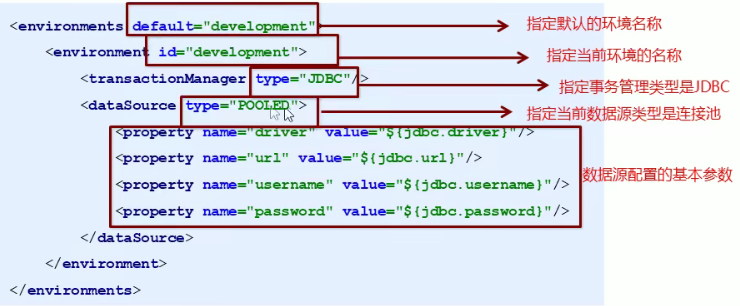 <environments default="development">
指定默认的环境名称
<environment id="development">
指定当前环境的名称
<transactionManager type="JDBC"/>
指定事务管理类型是JDBC
<dataSource type="POOLED">
指定当前数据源类型是连接池
<property name="driver" value="${jdbc.driver}"/>
<property name="url" value="${jdbc.url}"/>
<property name="username" value="${jdbc.username}"/>
<property name="password" value="${jdbc.password}"/>
数据源配置的基本参数
</dataSource>
</environment>
</environments>